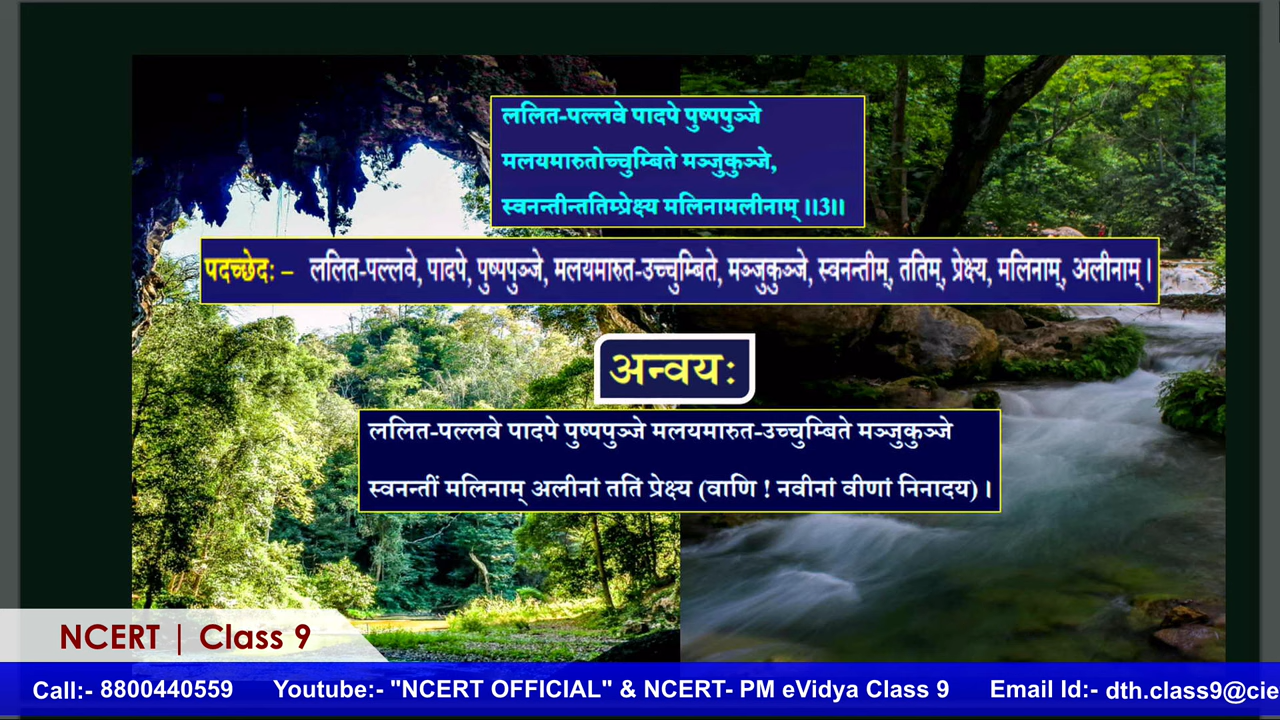 ललित-पल्लवे पादपे पुष्पपुञ्जे
मलयमारुतोच्चुम्बिते मञ्जुकुञ्जे,
स्वनन्तीन्ततिम्प्रेक्ष्य मलिनामलीनाम् ।।3।।
पदच्छेदः – ललित-पल्लवे, पादपे, पुष्पपुञ्जे, मलयमारुत-उच्चुम्बिते, मञ्जुकुञ्जे, स्वनन्तीम्, ततिम्, प्रेक्ष्य, मलिनाम्, अलीनाम् ।
अन्वयः
ललित-पल्लवे पादपे पुष्पपुञ्जे मलयमारुत-उच्चुम्बिते मञ्जुकुञ्जे
स्वनन्तीं मलिनाम् अलीनां ततिं प्रेक्ष्य (वाणि ! नवीनां वीणां निनादय) ।
NCERT | Class 9
Call:- 8800440559 Youtube:- "NCERT OFFICIAL" & NCERT- PM eVidya Class 9 Email Id:- dth.class9@cie